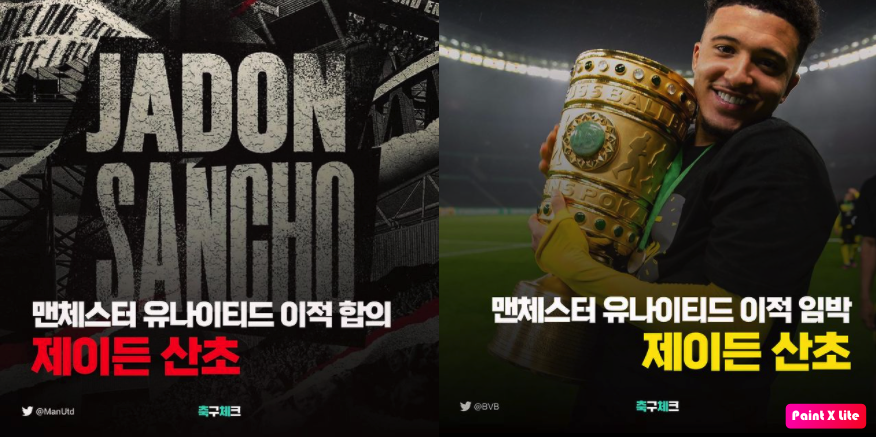 JADON
SANCHO
맨체스터 유나이티드 이적 합의
제이든 산초
@ManUtd
축구체크
맨체스터 유나이티드 이적 임박
제이든 산초
@BVB
축구체크
Paint X Lite